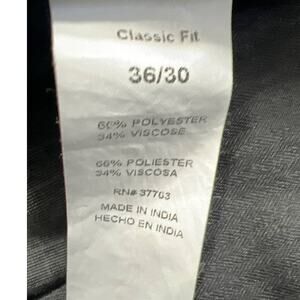 Classic Fit
36/30
66% POLYESTER
34% VISCOSE
66% POLIESTER
34% VISCOSA
RN# 37763
MADE IN INDIA
HECHO EN INDIA